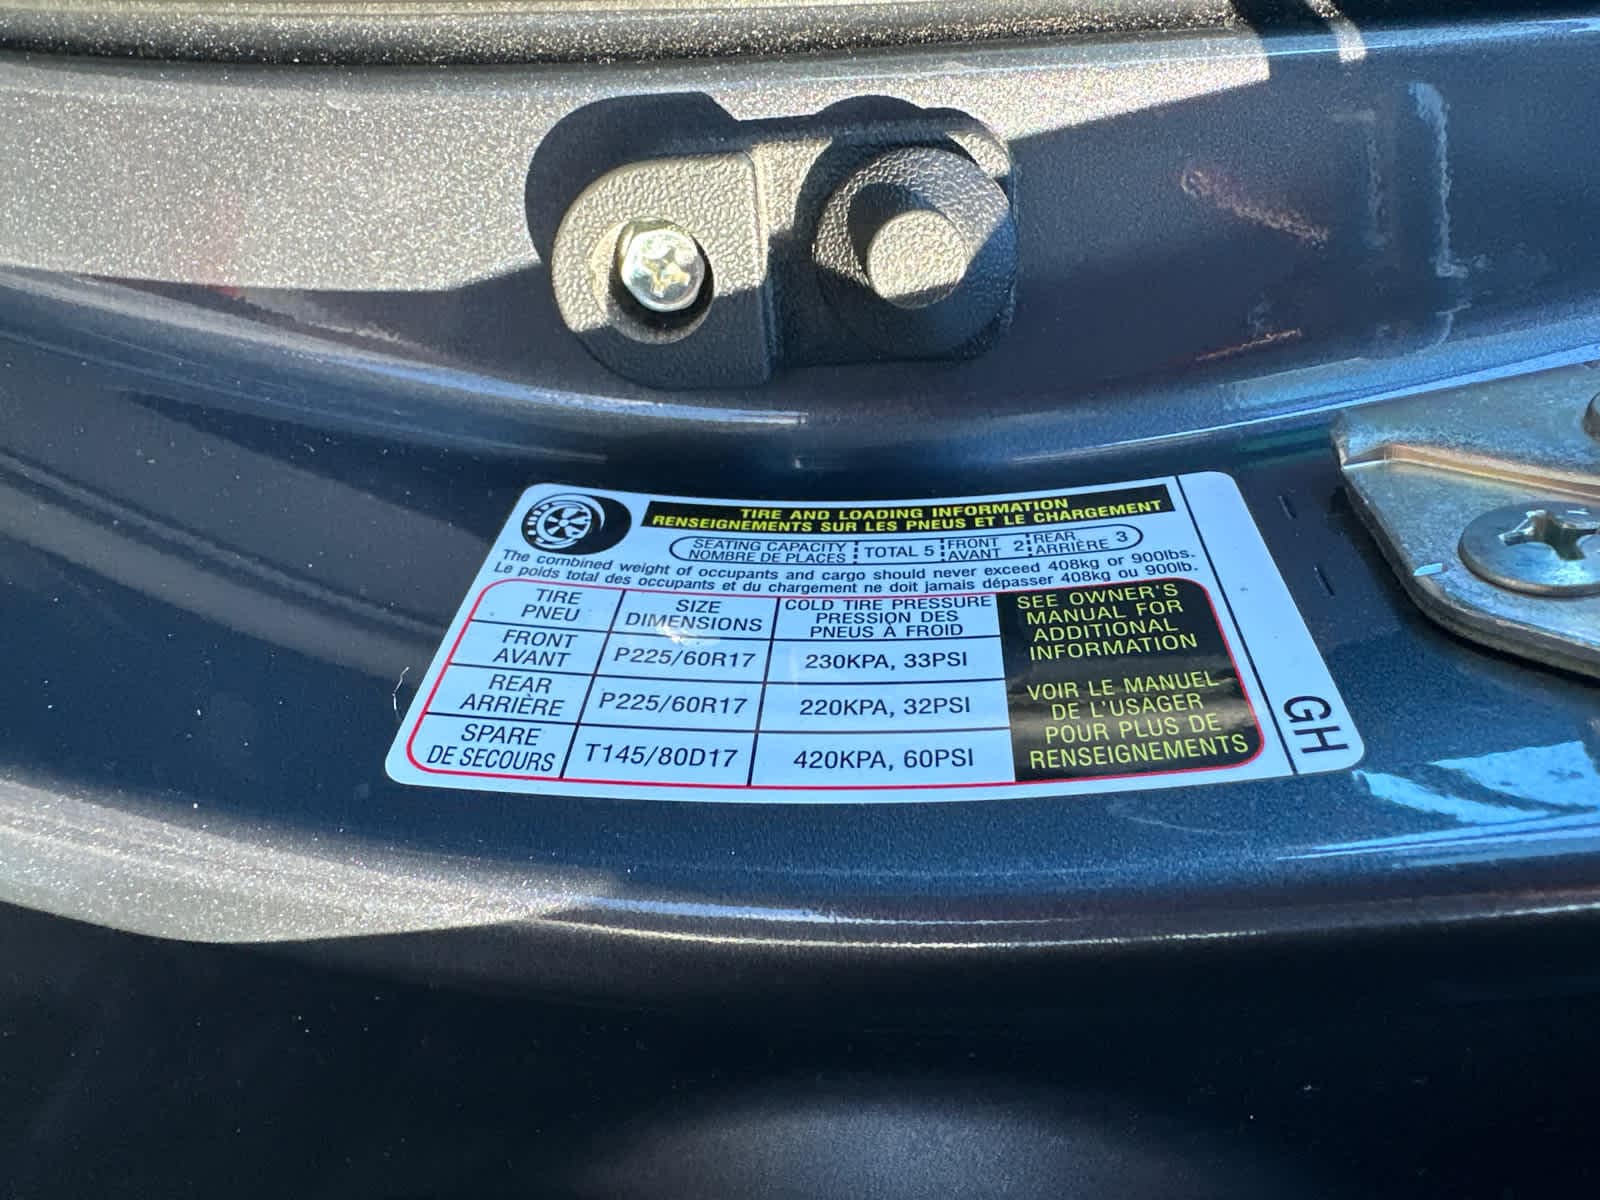 TIRE AND LOADING INFORMATION
RENSEIGNEMENTS SUR LES PNEUS ET LE CHARGEMENT
SEATING CAPACITY TOTAL 5 FRONT 2 REAR 3
NOMBRE DE PLACES AVANT ARRIÈRE
The combined weight of occupants and cargo should never exceed 408kg or 900lbs.
Le poids total des occupants et du chargement ne doit jamais dépasser 408kg ou 900lb.
TIRE SIZE COLD TIRE PRESSURE
PNEU DIMENSIONS PRESSION DES
PNEUS À FROID
FRONT P225/60R17 230KPA, 33PSI
AVANT
REAR P225/60R17 220KPA, 32PSI
ARRIÈRE
SPARE T145/80D17 420KPA, 60PSI
DE SECOURS
SEE OWNER'S
MANUAL FOR
ADDITIONAL
INFORMATION
VOIR LE MANUEL
DE L'USAGER
POUR PLUS DE
RENSEIGNEMENTS
GH